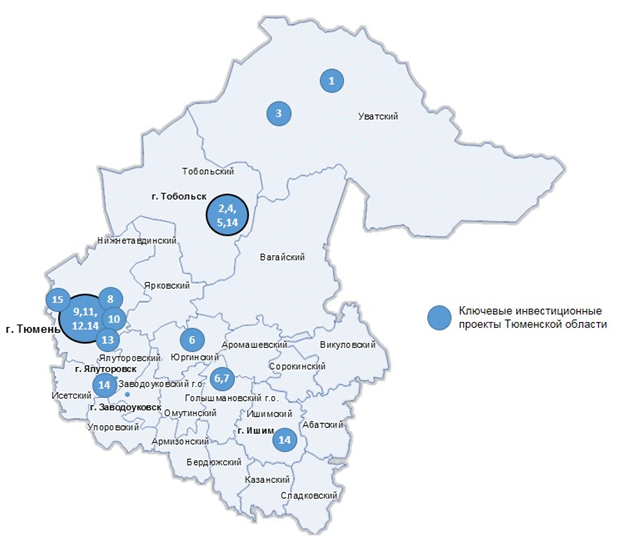 1
3
Уватский
Тобольский
г. Тобольск
2,4,
5,14
Нижнетавдинский
Вагайский
Ярковский
15
8
9,11,
12.14
10
г. Тюмень
13
Ключевые инвестиционные
проекты Тюменской области
6
Юргинский
Аромашевский
Викуловский
Ялуторовский
г. Ялуторовск
Сорокинский
6,7
14
Заводоуковский г.о.
Исетский
Голышмановский г.о.
г. Заводоуковск
Омутинский
Ишимский
Абатский
Упоровский
г. Ишим
14
Армизонский
Бердюжский
Казанский
Сладковский